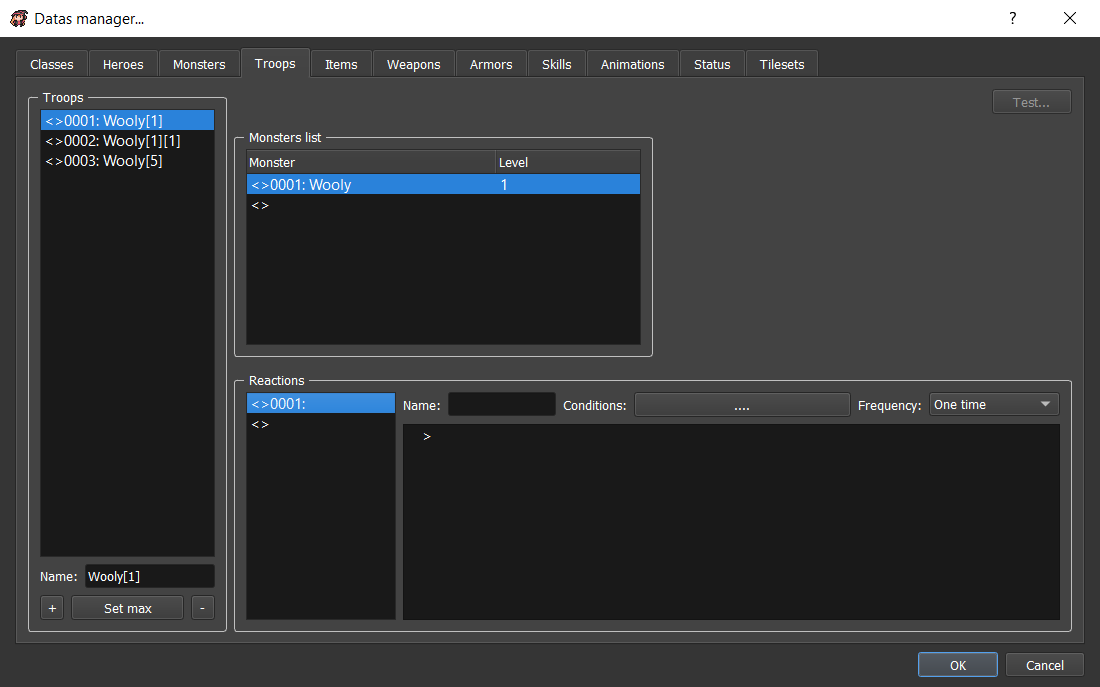 Datas manager...
?
Classes Heroes Monsters Troops Items Weapons Armors Skills Animations Status Tilesets
Troops
<>0001: Wooly[1]
<>0002: Wooly[1][1]
<>0003: Wooly[5]
Name: Wooly[1]
+ Set max -
Test...
Monsters list
Monster Level
<>0001: Wooly 1
<>
Reactions
<>0001:
<>
Name: Conditions: .... Frequency: One time
>
OK Cancel